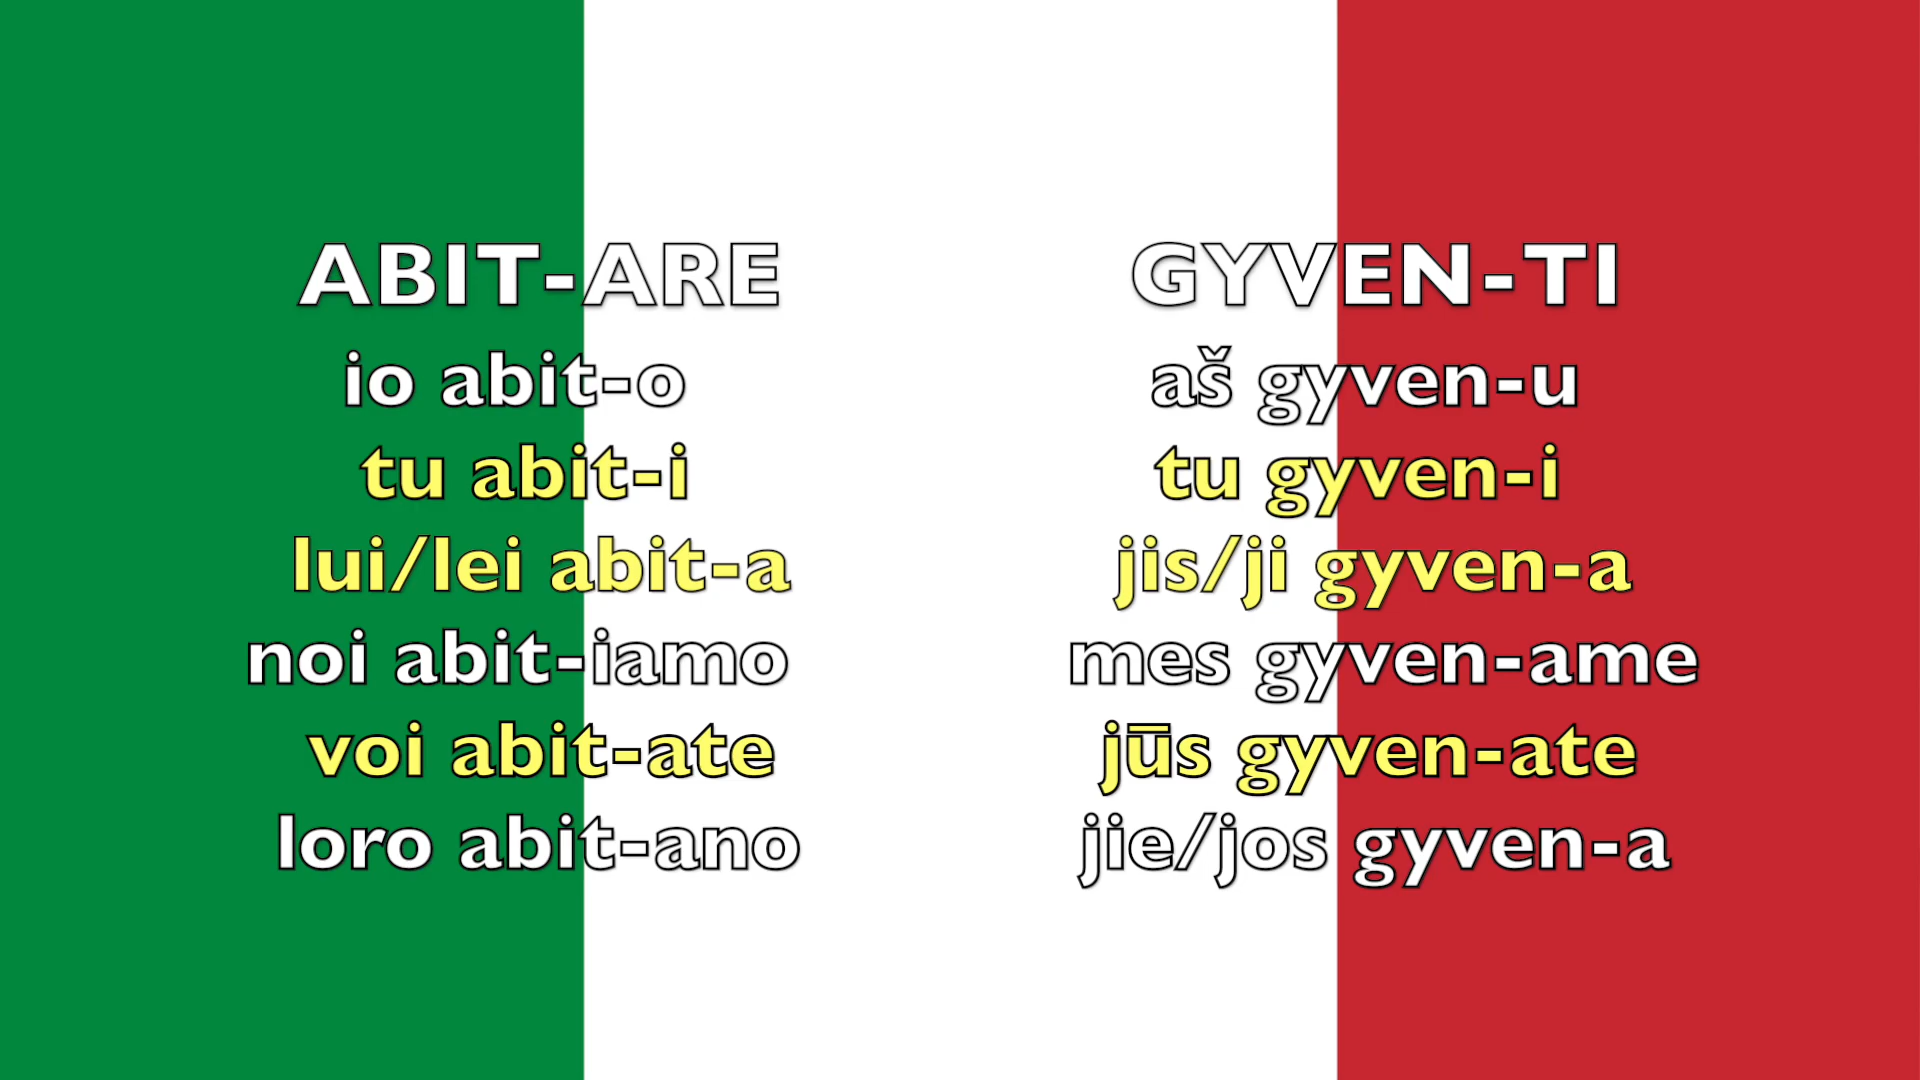 ABIT-ARE
io abit-o
tu abit-i
lui/lei abit-a
noi abit-iamo
voi abit-ate
loro abit-ano
GYVEN-TI
aš gyven-u
tu gyven-i
jis/ji gyven-a
mes gyven-ame
jūs gyven-ate
jie/jos gyven-a